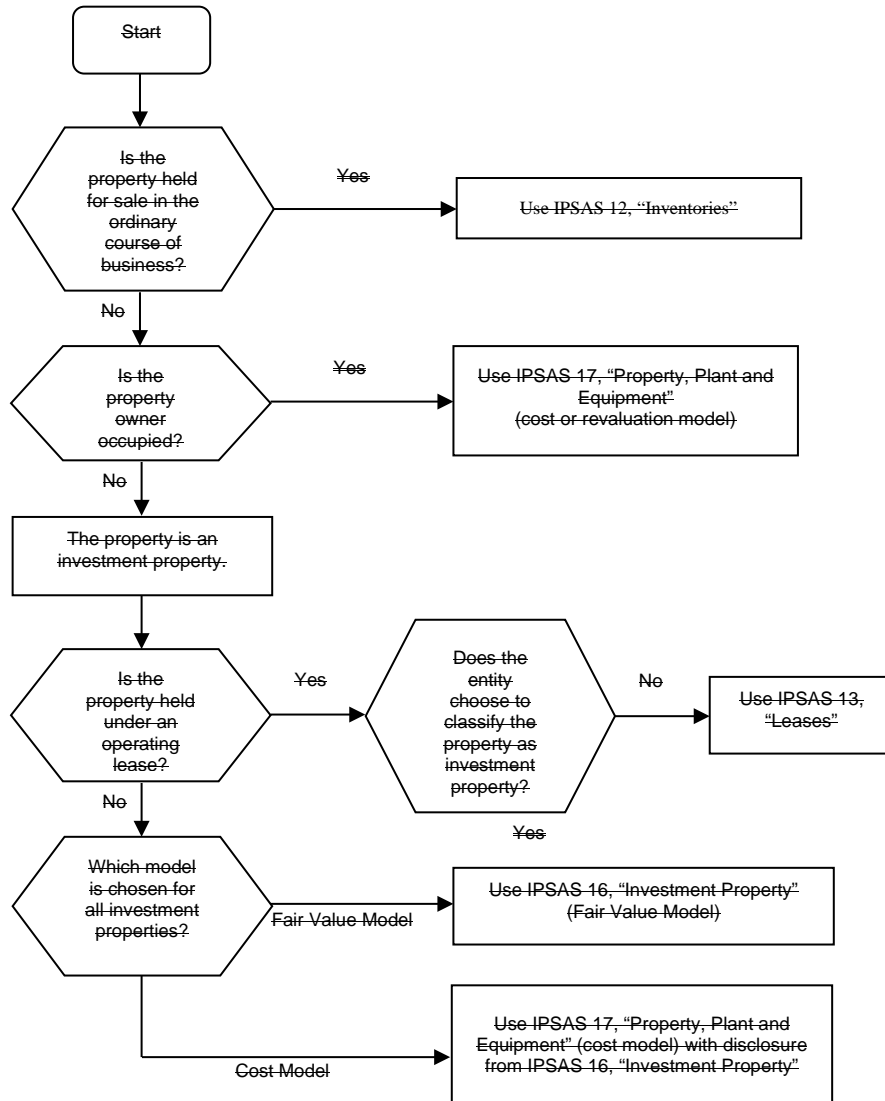 Start
Is the
property held
for sale in the
ordinary
course of
business?
Yes
Use IPSAS 12, “Inventories”
No
Is the
property
owner
occupied?
Yes
Use IPSAS 17, “Property, Plant and
Equipment”
(cost or revaluation model)
No
The property is an
investment property.
Is the
property held
under an
operating
lease?
Yes
Does the
entity
choose to
classify the
property as
investment
property?
No
Use IPSAS 13,
“Leases”
No
Yes
Which model
is chosen for
all investment
properties?
Fair Value Model
Use IPSAS 16, “Investment Property”
(Fair Value Model)
Cost Model
Use IPSAS 17, “Property, Plant and
Equipment” (cost model) with disclosure
from IPSAS 16, “Investment Property”